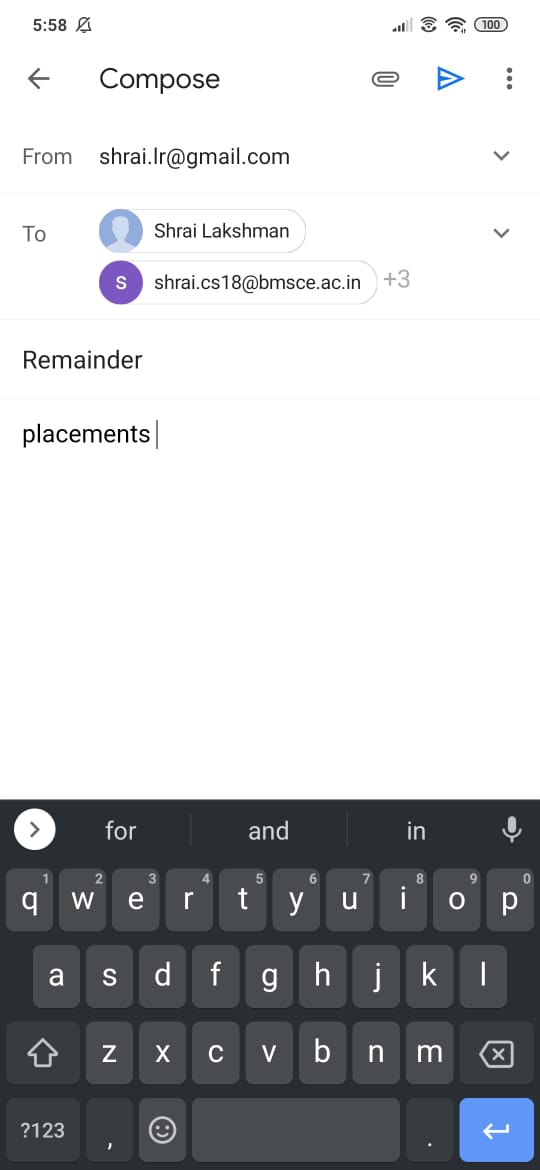 5:58 100
Compose
From shrai.lr@gmail.com
To Shrai Lakshman
S shrai.cs18@bmsce.ac.in +3
Remainder
placements
for and in
1 2 3 4 5 6 7 8 9 0
q w e r t y u i o p
a s d f g h j k l
z x c v b n m
?123 , .